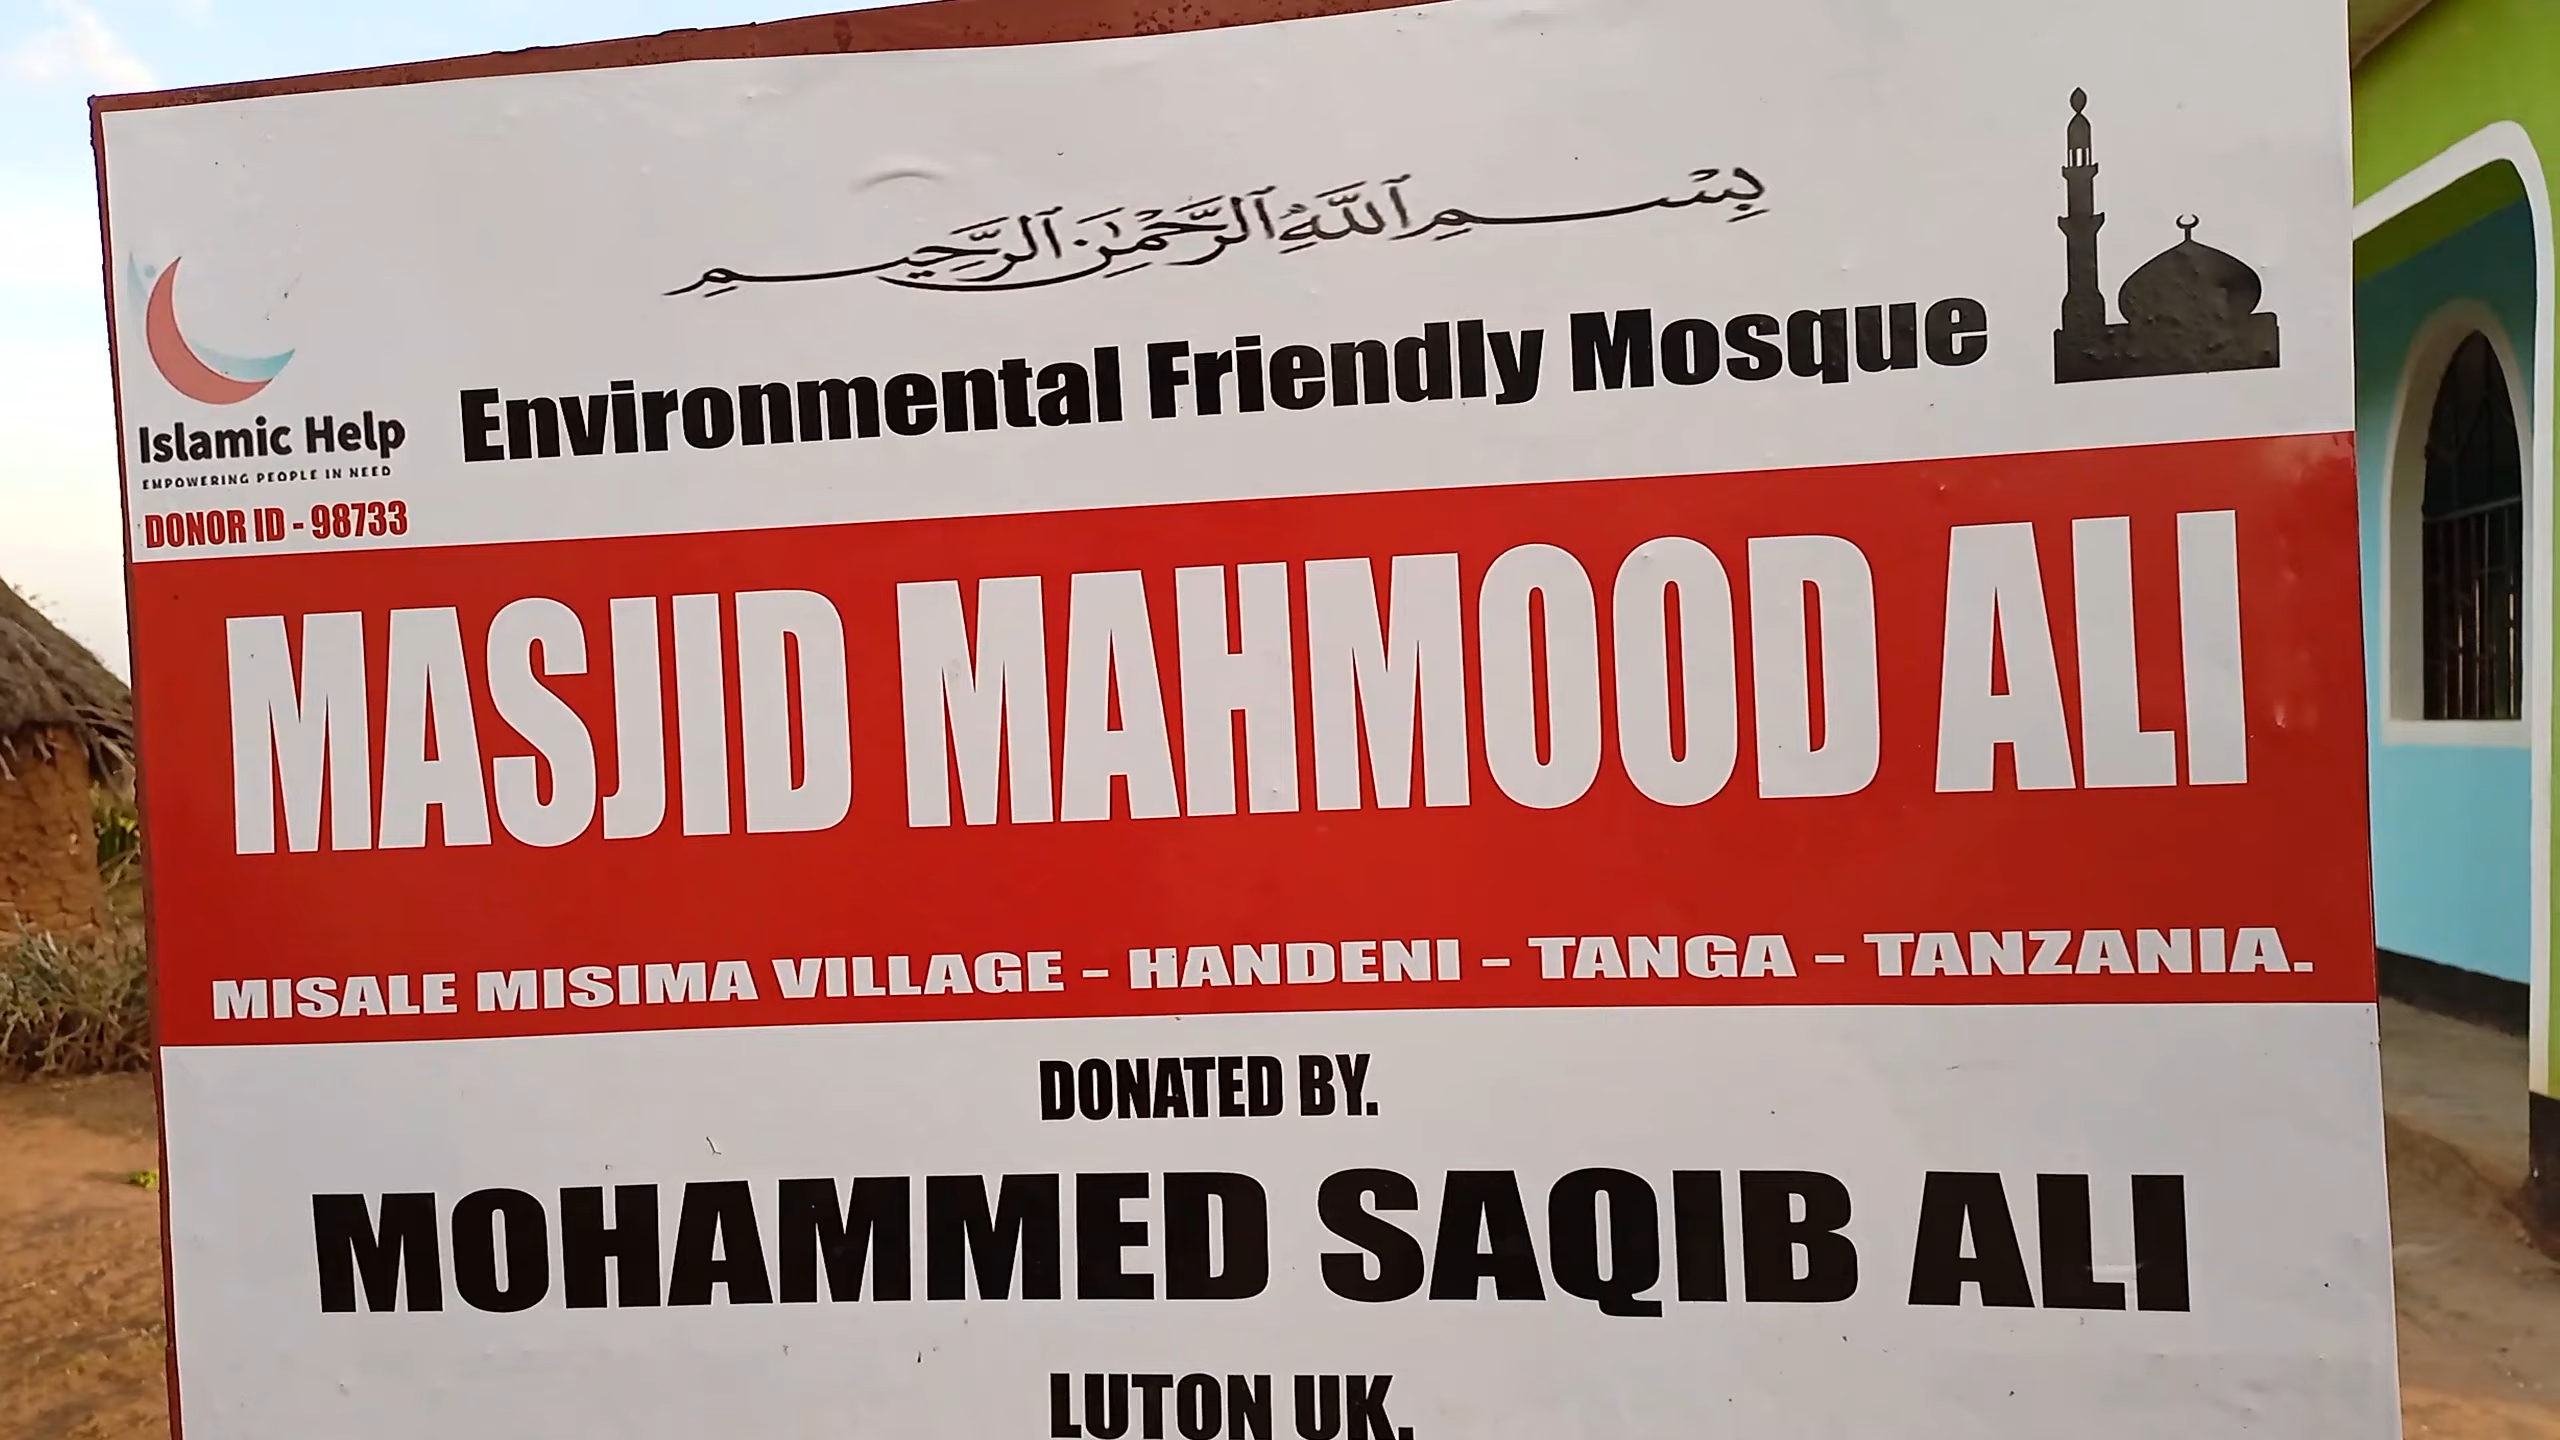 بِسْمِ ٱللَّهِ ٱلرَّحْمَٰنِ ٱلرَّحِيمِ
Environmental Friendly Mosque
Islamic Help
EMPOWERING PEOPLE IN NEED
DONOR ID - 98733
MASJID MAHMOOD ALI
MISALE MISIMA VILLAGE - HANDENI - TANGA - TANZANIA.
DONATED BY.
MOHAMMED SAQIB ALI
LUTON UK.